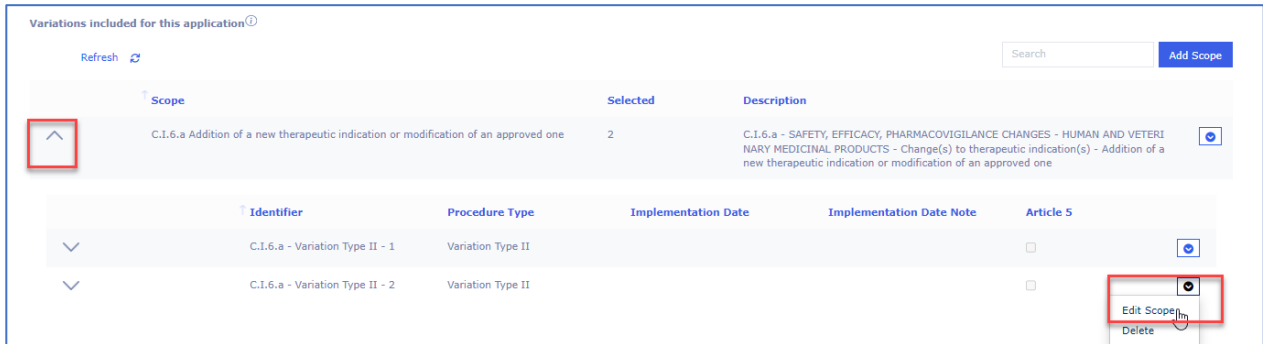 Variations included for this application
Refresh
Search
Add Scope
Scope Selected Description
C.I.6.a Addition of a new therapeutic indication or modification of an approved one 2 C.I.6.a - SAFETY, EFFICACY, PHARMACOVIGILANCE CHANGES - HUMAN AND VETERI
NARY MEDICINAL PRODUCTS - Change(s) to therapeutic indication(s) - Addition of a
new therapeutic indication or modification of an approved one
Identifier Procedure Type Implementation Date Implementation Date Note Article 5
C.I.6.a - Variation Type II - 1 Variation Type II
C.I.6.a - Variation Type II - 2 Variation Type II
Edit Scope
Delete